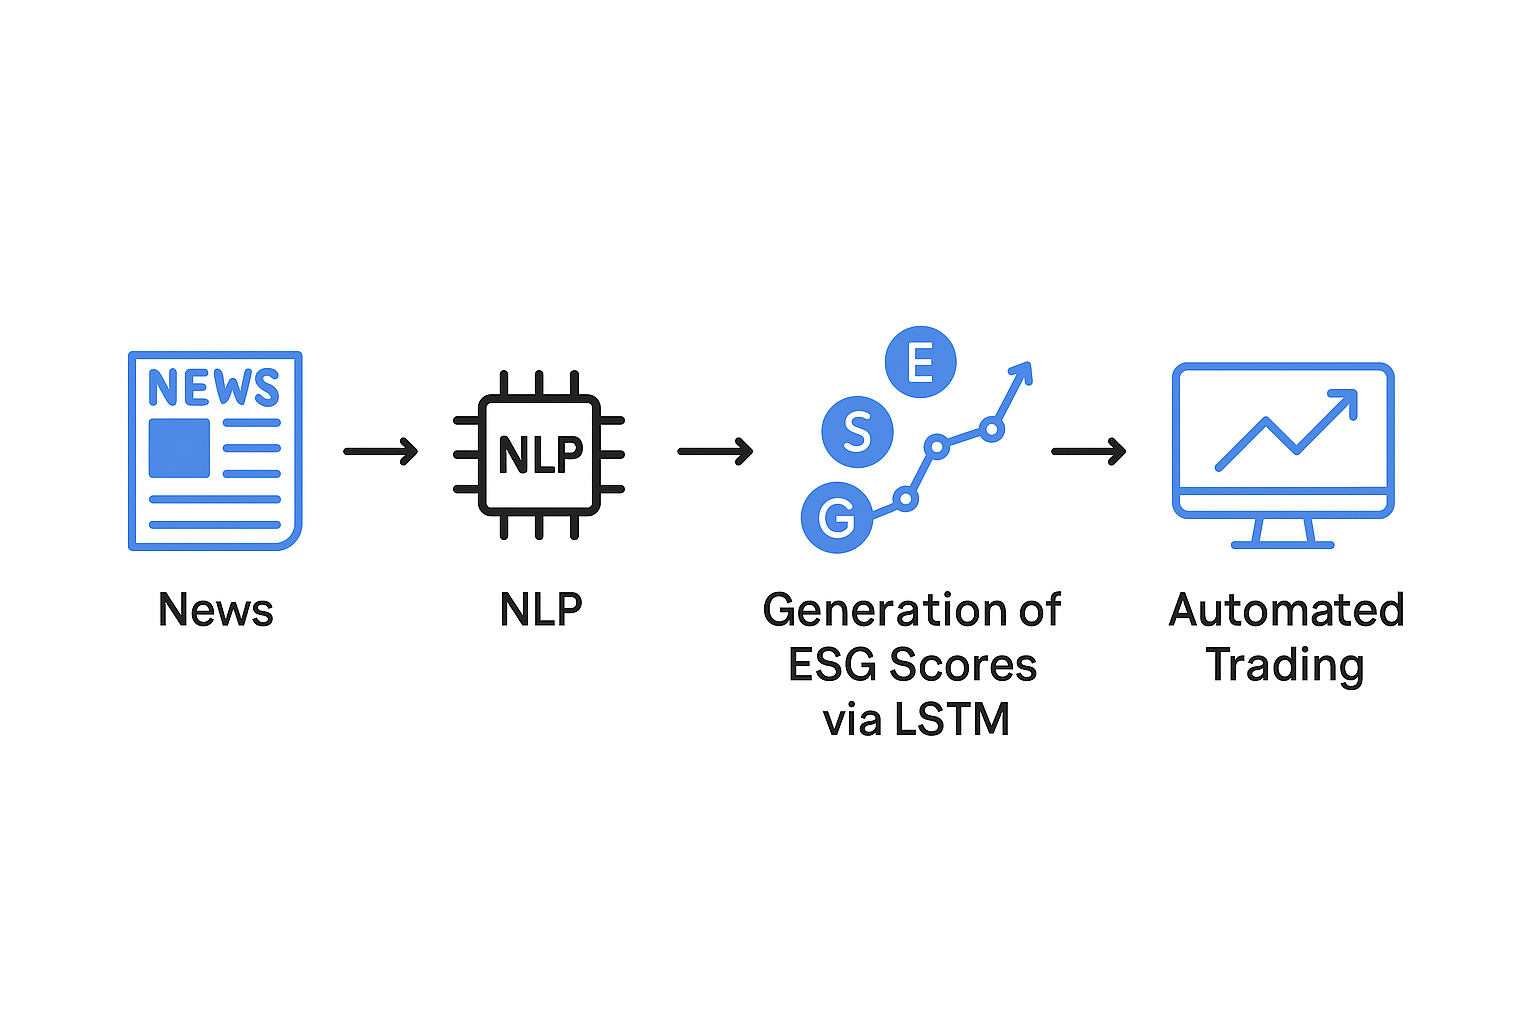 NEWS
NLP
E
S
G
News
NLP
Generation of
ESG Scores
via LSTM
Automated
Trading